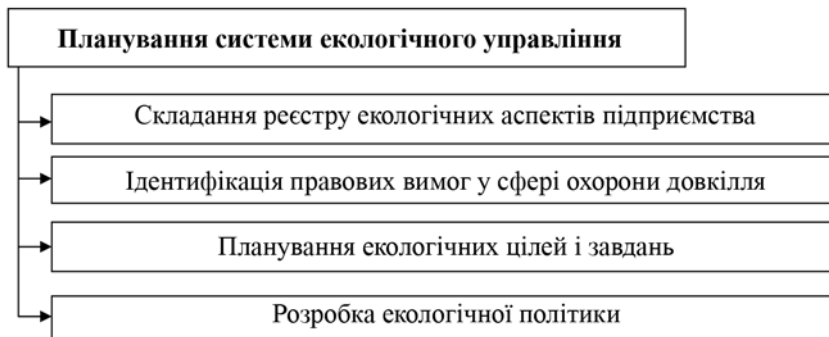 Планування системи екологічного управління
Складання реєстру екологічних аспектів підприємства
Ідентифікація правових вимог у сфері охорони довкілля
Планування екологічних цілей і завдань
Розробка екологічної політики